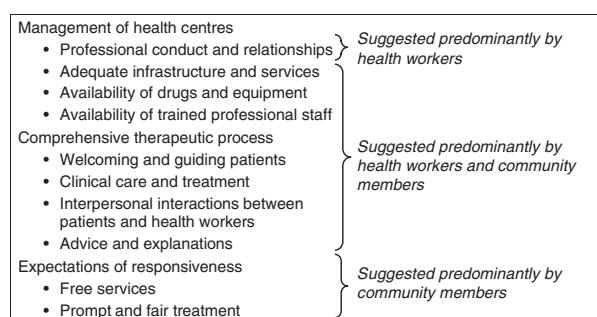 Management of health centres
• Professional conduct and relationships
Suggested predominantly by
health workers
• Adequate infrastructure and services
• Availability of drugs and equipment
• Availability of trained professional staff
Comprehensive therapeutic process
• Welcoming and guiding patients
• Clinical care and treatment
• Interpersonal interactions between
patients and health workers
• Advice and explanations
Suggested predominantly by
health workers and community
members
Expectations of responsiveness
• Free services
• Prompt and fair treatment
Suggested predominantly by
community members